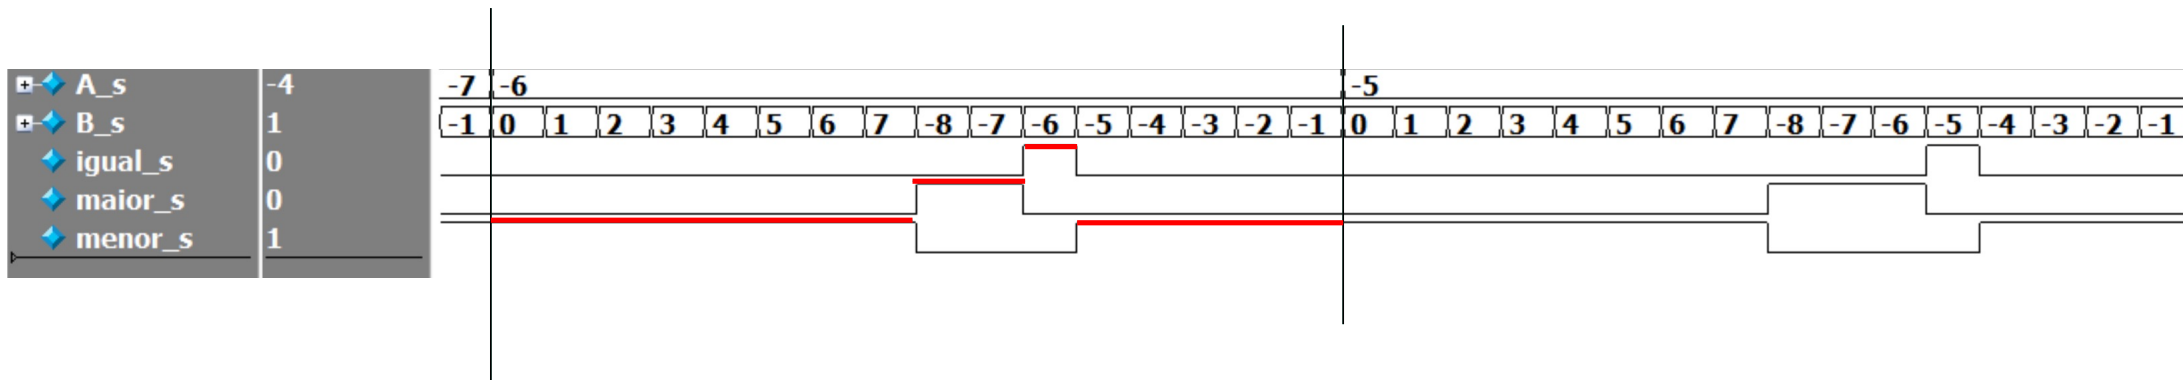 A_s -4 -7 -6 -5
B_s 1 -1 0 1 2 3 4 5 6 7 -8 -7 -6 -5 -4 -3 -2 -1 0 1 2 3 4 5 6 7 -8 -7 -6 -5 -4 -3 -2 -1
igual_s 0
maior_s 0
menor_s 1